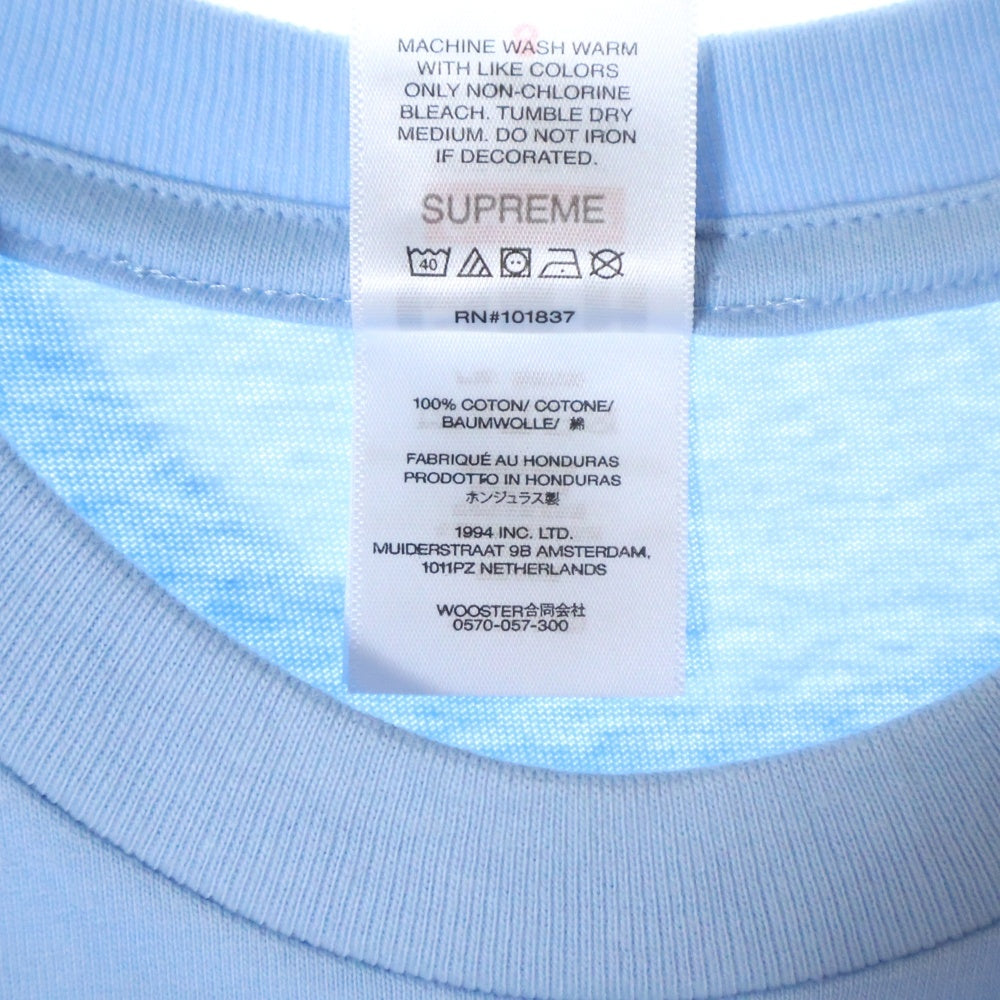 MACHINE WASH WARM
WITH LIKE COLORS
ONLY NON-CHLORINE
BLEACH. TUMBLE DRY
MEDIUM. DO NOT IRON
IF DECORATED.
SUPREME
40
RN#101837
100% COTON/ COTONE/
BAUMWOLLE/ 綿
FABRIQUÉ AU HONDURAS
PRODOTTO IN HONDURAS
ホンジュラス製
1994 INC. LTD.
MUIDERSTRAAT 9B AMSTERDAM,
1011PZ NETHERLANDS
WOOSTER合同会社
0570-057-300